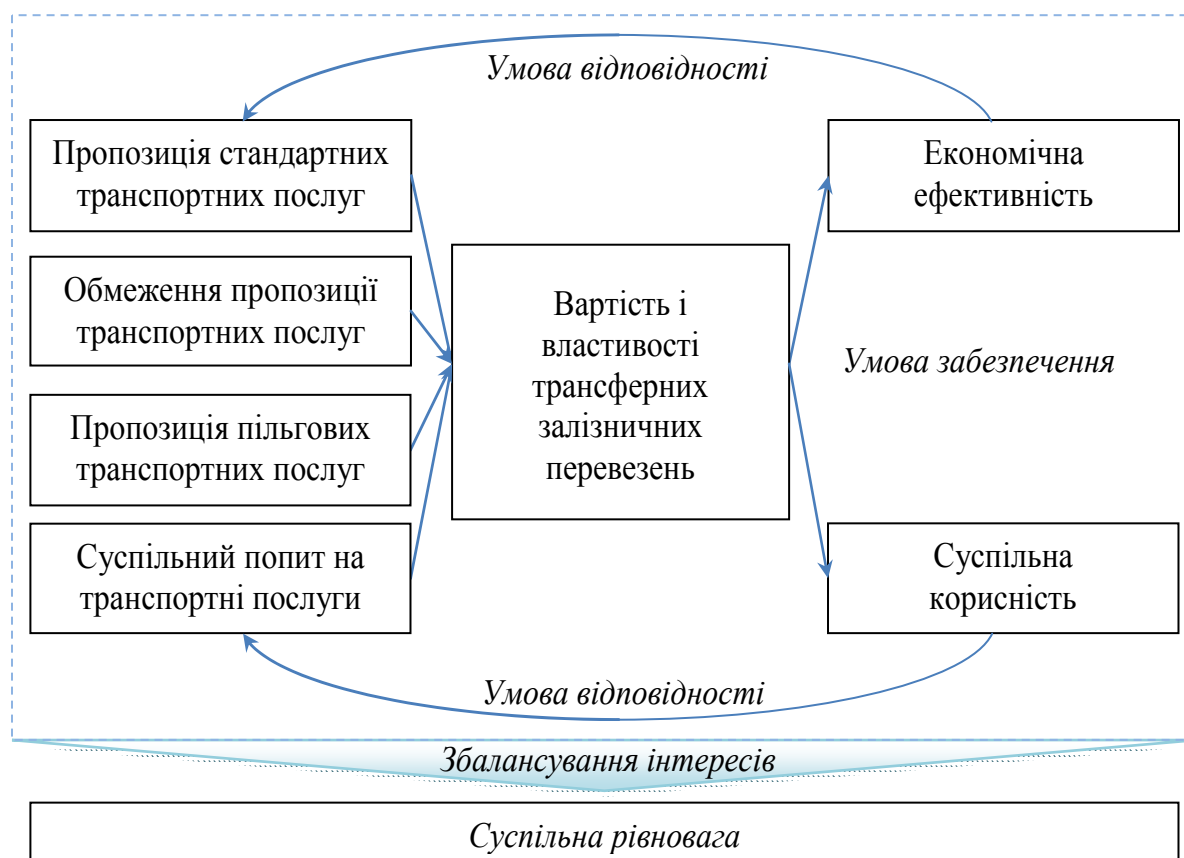 Умова відповідності
Пропозиція стандартних
транспортних послуг
Економічна
ефективність
Обмеження пропозиції
транспортних послуг
Вартість і
властивості
трансферних
залізничних
перевезень
Умова забезпечення
Пропозиція пільгових
транспортних послуг
Суспільний попит на
транспортні послуги
Суспільна
корисність
Умова відповідності
Збалансування інтересів
Суспільна рівновага